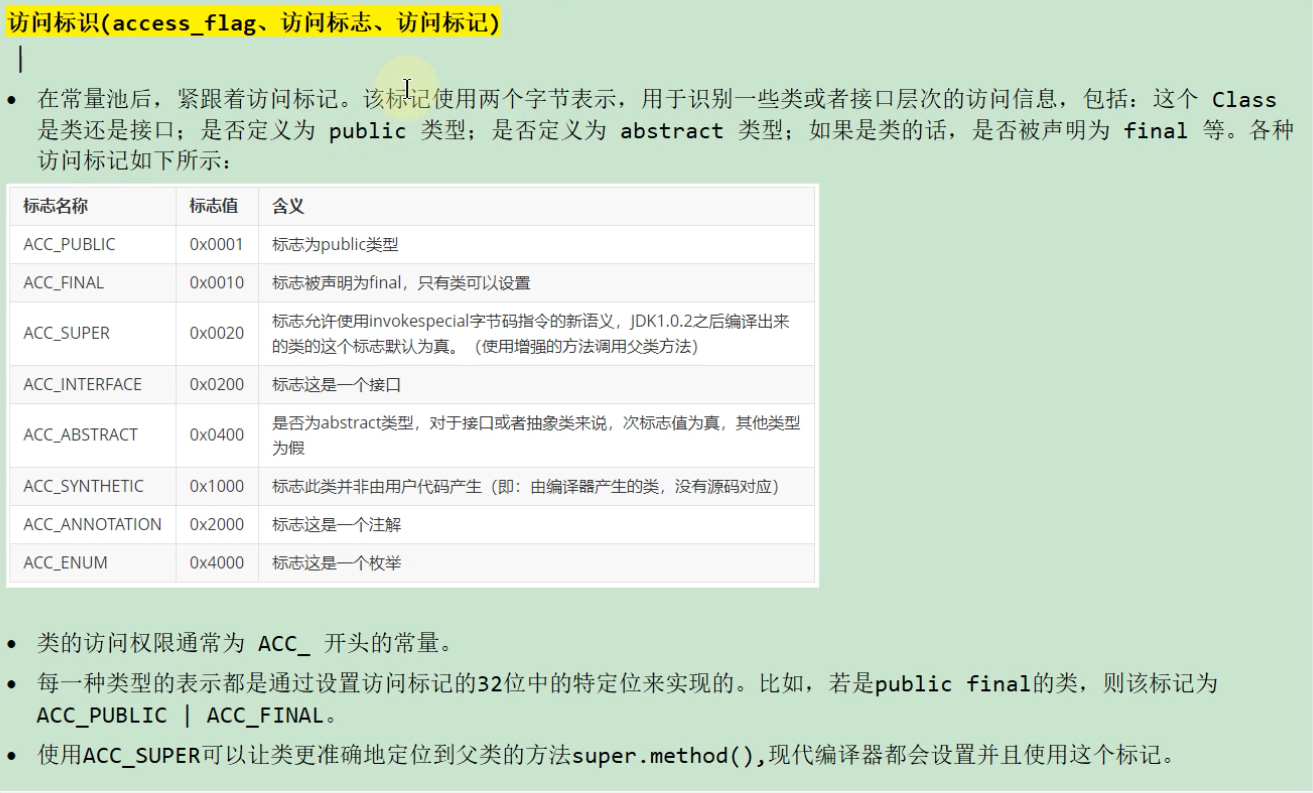 访问标识(access_flag、访问标志、访问标记)
• 在常量池后，紧跟着访问标记。该标记使用两个字节表示，用于识别一些类或者接口层次的访问信息，包括：这个 Class
是类还是接口；是否定义为 public 类型；是否定义为 abstract 类型；如果是类的话，是否被声明为 final 等。各种
访问标记如下所示：
标志名称 标志值 含义
ACC_PUBLIC 0x0001 标志为public类型
ACC_FINAL 0x0010 标志被声明为final，只有类可以设置
ACC_SUPER 0x0020 标志允许使用invokespecial字节码指令的新语义，JDK1.0.2之后编译出来
的类的这个标志默认为真。（使用增强的方法调用父类方法）
ACC_INTERFACE 0x0200 标志这是一个接口
ACC_ABSTRACT 0x0400 是否为abstract类型，对于接口或者抽象类来说，次标志值为真，其他类型
为假
ACC_SYNTHETIC 0x1000 标志此类并非由用户代码产生（即：由编译器产生的类，没有源码对应）
ACC_ANNOTATION 0x2000 标志这是一个注解
ACC_ENUM 0x4000 标志这是一个枚举
• 类的访问权限通常为 ACC_ 开头的常量。
• 每一种类型的表示都是通过设置访问标记的32位中的特定位来实现的。比如，若是public final的类，则该标记为
ACC_PUBLIC | ACC_FINAL。
• 使用ACC_SUPER可以让类更准确地定位到父类的方法super.method(),现代编译器都会设置并且使用这个标记。